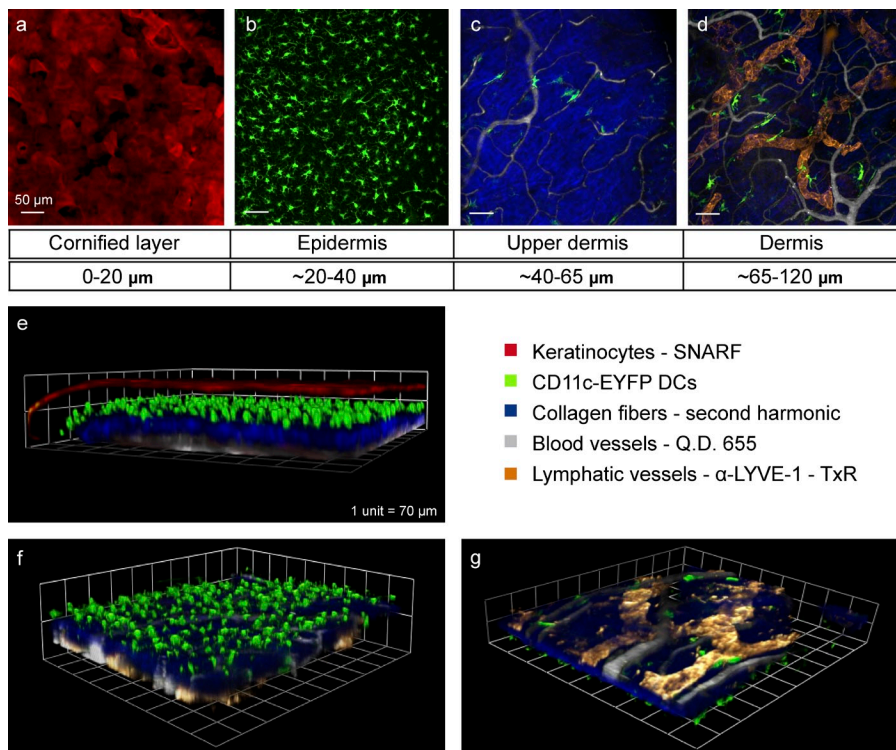 a
b
c
d
50 µm
Cornified layer
Epidermis
Upper dermis
Dermis
0-20 µm
~20-40 µm
~40-65 µm
~65-120 µm
e
1 unit = 70 µm
Keratinocytes - SNARF
CD11c-EYFP DCs
Collagen fibers - second harmonic
Blood vessels - Q.D. 655
Lymphatic vessels - α-LYVE-1 - TxR
f
g